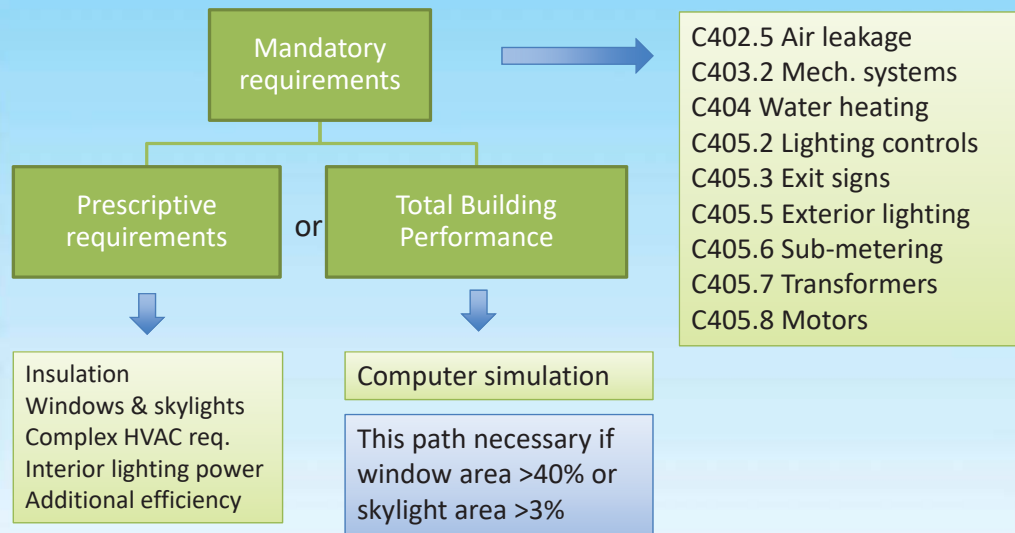 Mandatory
requirements
C402.5 Air leakage
C403.2 Mech. systems
C404 Water heating
C405.2 Lighting controls
C405.3 Exit signs
C405.5 Exterior lighting
C405.6 Sub-metering
C405.7 Transformers
C405.8 Motors
Prescriptive
requirements
or
Total Building
Performance
Insulation
Windows & skylights
Complex HVAC req.
Interior lighting power
Additional efficiency
Computer simulation
This path necessary if
window area >40% or
skylight area >3%